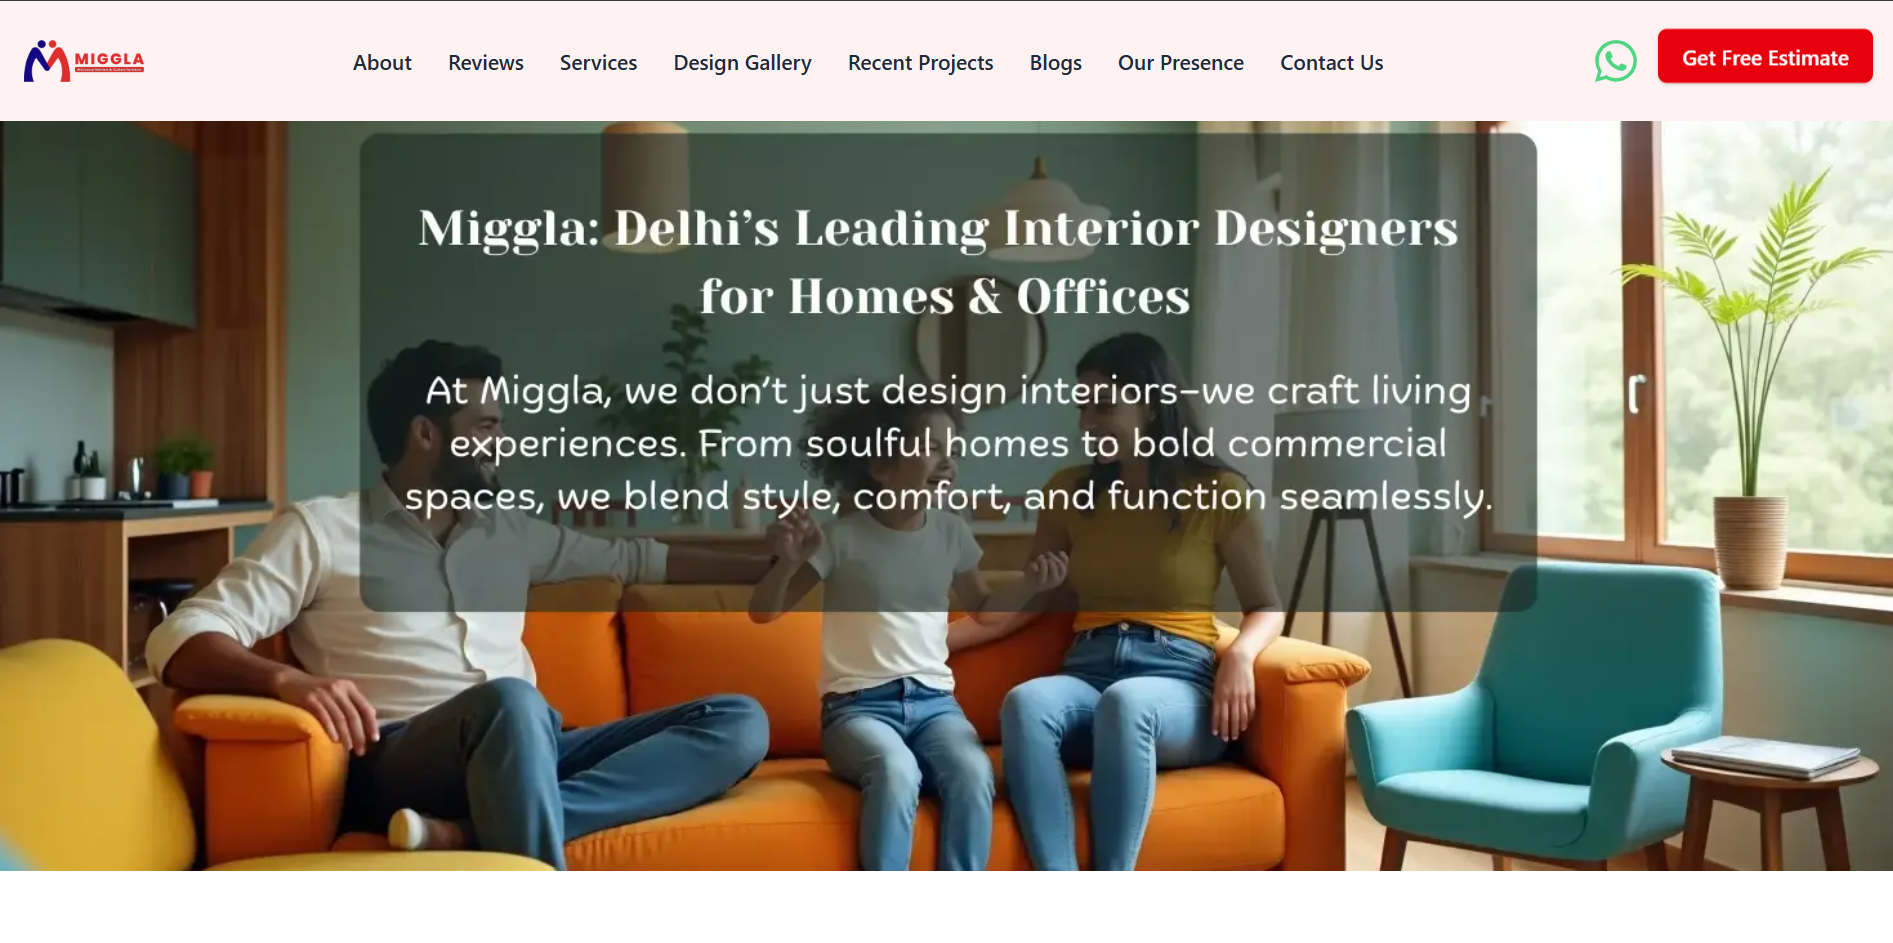 MIGGLA
About
Reviews
Services
Design Gallery
Recent Projects
Blogs
Our Presence
Contact Us
Get Free Estimate
Miggla: Delhi’s Leading Interior Designers
for Homes & Offices
At Miggla, we don’t just design interiors–we craft living
experiences. From soulful homes to bold commercial
spaces, we blend style, comfort, and function seamlessly.